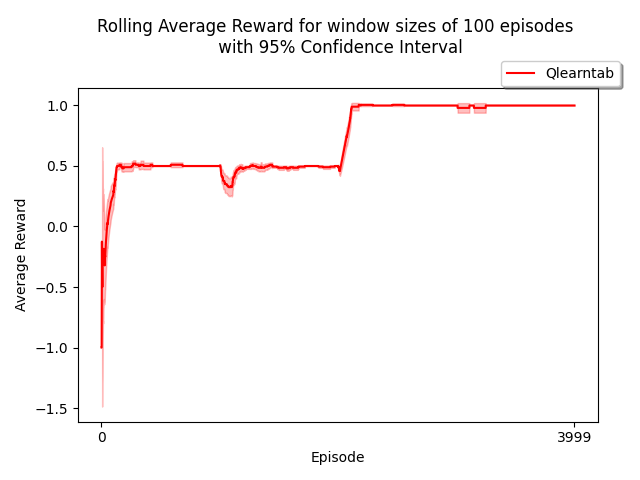 Rolling Average Reward for window sizes of 100 episodes
with 95% Confidence Interval
Qlearntab
1.0
0.5
0.0
−0.5
−1.0
−1.5
Average Reward
0
3999
Episode